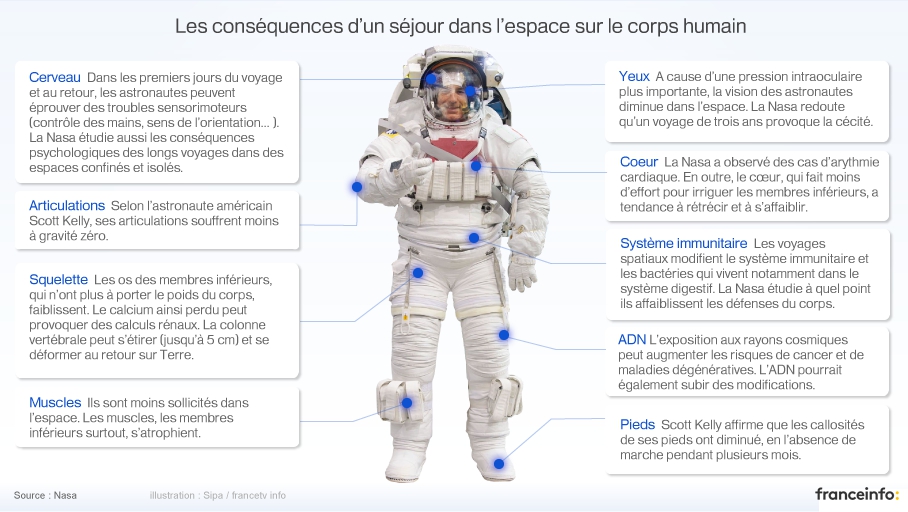 Les conséquences d'un séjour dans l'espace sur le corps humain
Cerveau Dans les premiers jours du voyage
et au retour, les astronautes peuvent
éprouver des troubles sensorimoteurs
(contrôle des mains, sens de l'orientation... ).
La Nasa étudie aussi les conséquences
psychologiques des longs voyages dans des
espaces confinés et isolés.
Articulations Selon l'astronaute américain
Scott Kelly, ses articulations souffrent moins
à gravité zéro.
Squelette Les os des membres inférieurs,
qui n'ont plus à porter le poids du corps,
faiblissent. Le calcium ainsi perdu peut
provoquer des calculs rénaux. La colonne
vertébrale peut s'étirer (jusqu'à 5 cm) et se
déformer au retour sur Terre.
Muscles Ils sont moins sollicités dans
l'espace. Les muscles, les membres
inférieurs surtout, s'atrophient.
Yeux A cause d'une pression intraoculaire
plus importante, la vision des astronautes
diminue dans l'espace. La Nasa redoute
qu'un voyage de trois ans provoque la cécité.
Coeur La Nasa a observé des cas d'arythmie
cardiaque. En outre, le cœur, qui fait moins
d'effort pour irriguer les membres inférieurs, a
tendance à rétrécir et à s'affaiblir.
Système immunitaire Les voyages
spatiaux modifient le système immunitaire et
les bactéries qui vivent notamment dans le
système digestif. La Nasa étudie à quel point
ils affaiblissent les défenses du corps.
ADN L'exposition aux rayons cosmiques
peut augmenter les risques de cancer et de
maladies dégénératives. L'ADN pourrait
également subir des modifications.
Pieds Scott Kelly affirme que les callosités
de ses pieds ont diminué, en l'absence de
marche pendant plusieurs mois.
Source : Nasa
illustration : Sipa / francetv info
franceinfo: